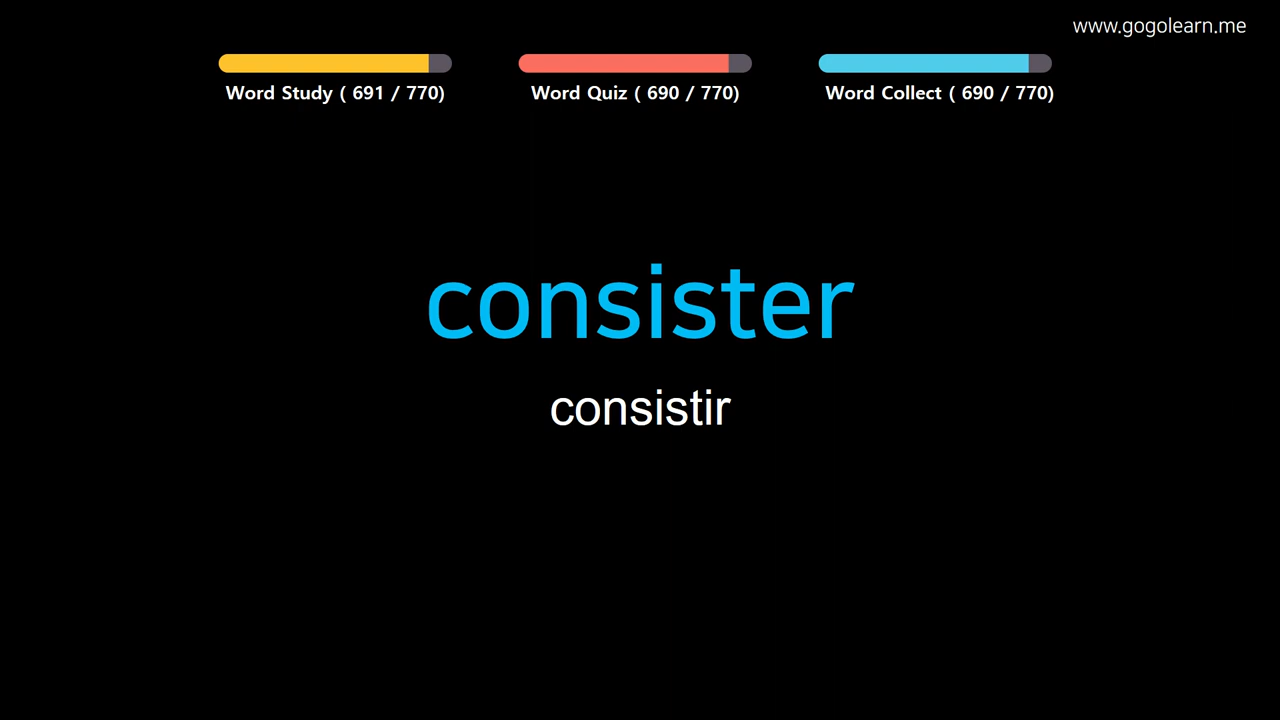 www.gogolearn.me
Word Study ( 691 / 770)
Word Quiz ( 690 / 770)
Word Collect ( 690 / 770)
consister
consistir